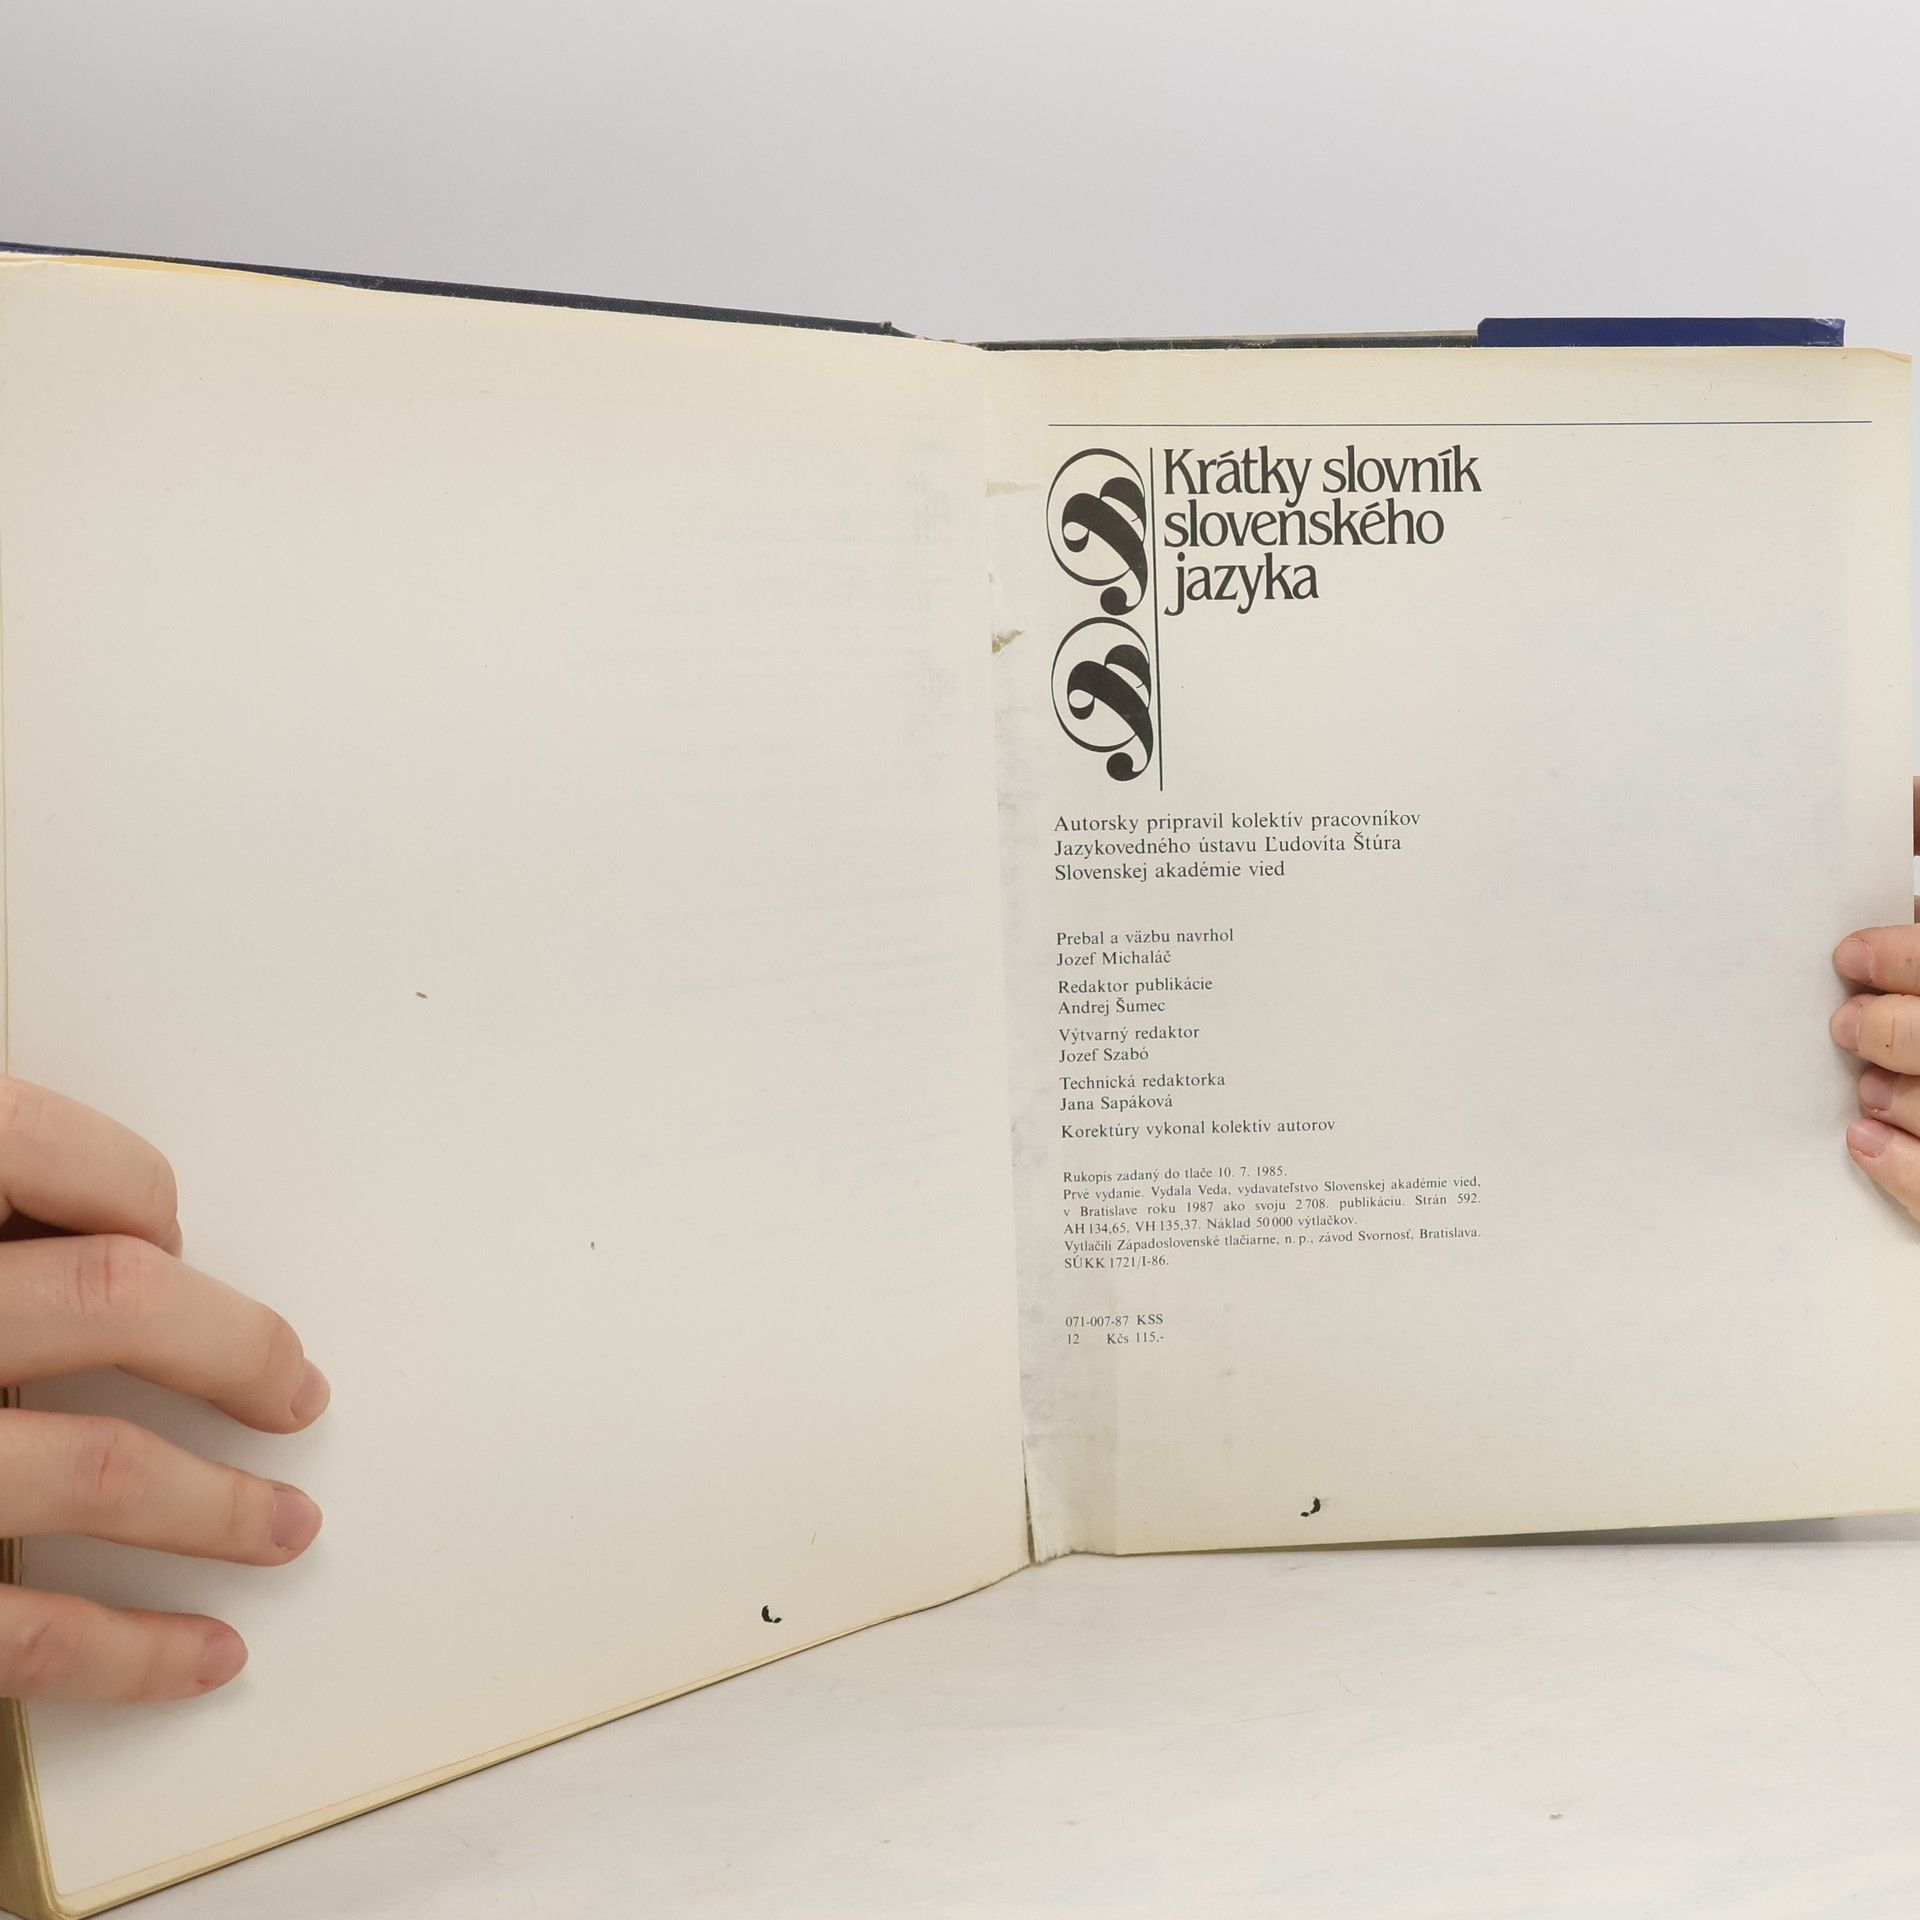 Krátky slovník
slovenského
jazyka
Autorsky pripravil kolektív pracovníkov
Jazykovedného ústavu Ľudovíta Štúra
Slovenskej akadémie vied
Prebal a väzbu navrhol
Jozef Michaláč
Redaktor publikácie
Andrej Šumec
Výtvarný redaktor
Jozef Szabó
Technická redaktorka
Jana Sapáková
Korektúry vykonal kolektív autorov
Rukopis zadaný do tlače 10. 7. 1985.
Prvé vydanie. Vydala Veda, vydavateľstvo Slovenskej akadémie vied,
v Bratislave roku 1987 ako svoju 2 708. publikáciu. Strán 592.
AH 134,65, VH 135,37. Náklad 50 000 výtlačkov.
Vytlačili Západoslovenské tlačiarne, n. p., závod Svornosť, Bratislava.
SÚKK 1721/I-86.
071-007-87 KSS
12 Kčs 115,-